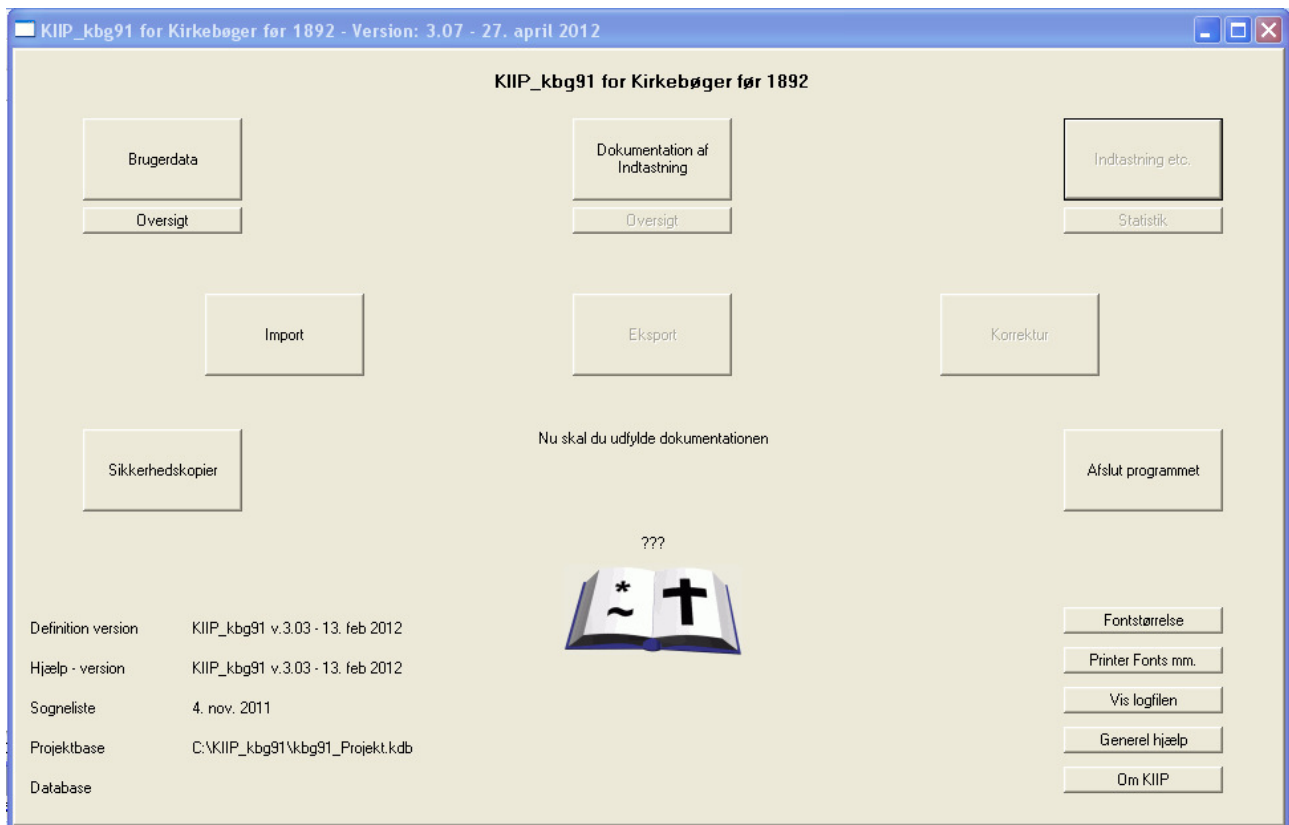 KIIP_kbg91 for Kirkebøger før 1892 - Version: 3.07 - 27. april 2012
KIIP_kbg91 for Kirkebøger før 1892
Brugerdata
Dokumentation af
Indtastning
Indtastning etc.
Oversigt
Oversigt
Statistik
Import
Eksport
Korrektur
Sikkerhedskopier
Nu skal du udfylde dokumentationen
Afslut programmet
???
* ~
Definition version KIIP_kbg91 v.3.03 - 13. feb 2012
Fontstørrelse
Hjælp - version KIIP_kbg91 v.3.03 - 13. feb 2012
Printer Fonts mm.
Sogneliste 4. nov. 2011
Vis logfilen
Projektbase C:\KIIP_kbg91\kbg91_Projekt.kdb
Generel hjælp
Database
Om KIIP